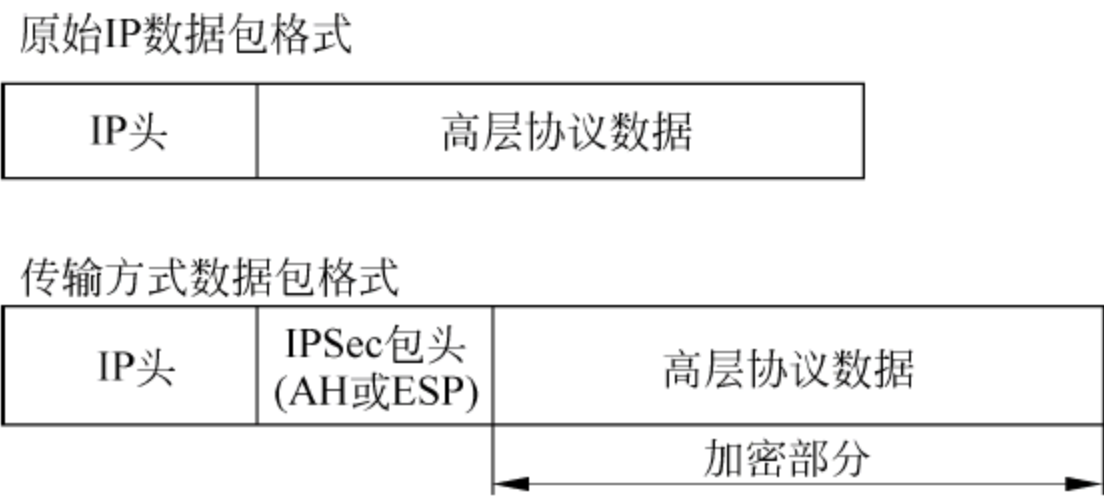 原始IP数据包格式
IP头
高层协议数据
传输方式数据包格式
IP头
IPSec包头
(AH或ESP)
高层协议数据
加密部分